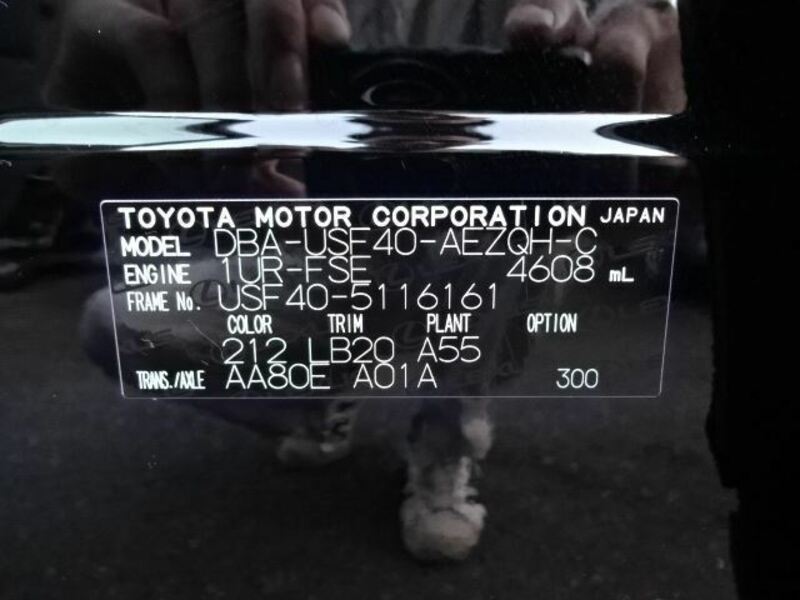 TOYOTA MOTOR CORPORATION JAPAN
MODEL DBA-USF40-AEZQH-C
ENGINE 1UR-FSE 4608 mL
FRAME No. USF40-5116161
COLOR TRIM PLANT OPTION
212 LB20 A55
TRANS./AXLE AA80E A01A 300